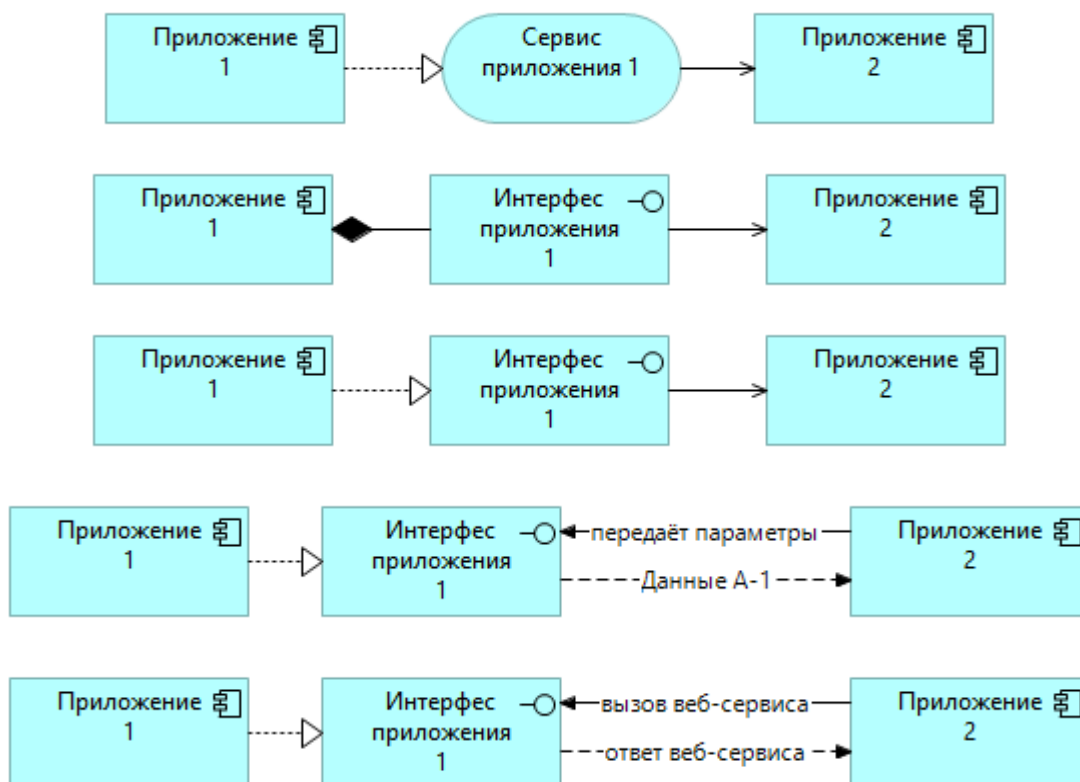 Приложение
1
Сервис
приложения 1
Приложение
2
Приложение
1
Интерфес
приложения
1
Приложение
2
Приложение
1
Интерфес
приложения
1
Приложение
2
Приложение
1
Интерфес
приложения
1
передаёт параметры
Данные А-1
Приложение
2
Приложение
1
Интерфес
приложения
1
вызов веб-сервиса
ответ веб-сервиса
Приложение
2